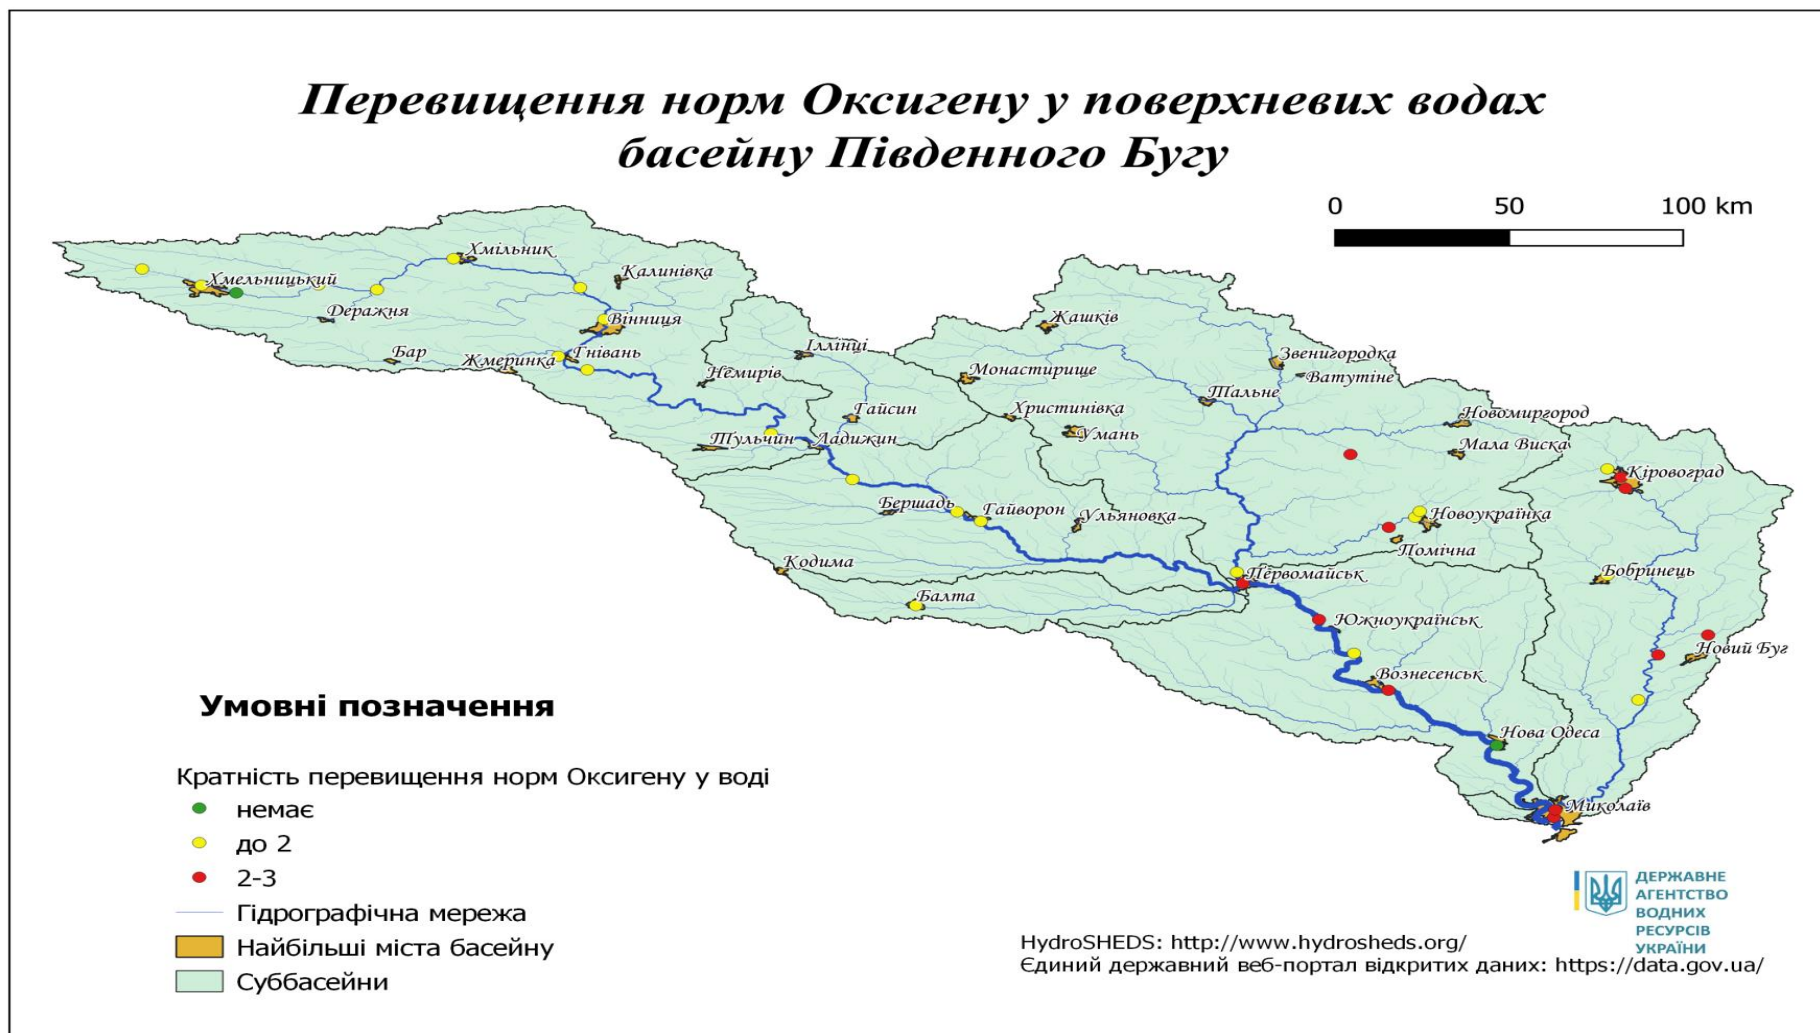 Перевищення норм Оксигену у поверхневих водах
басейну Південного Бугу
0 50 100 km
Хмільник
Калинівка
Хмельницький
Деражня
Вінниця
Бар
Жмеринка
Гнівань
Немирів
Іллінці
Жашків
Звенигородка
Монастирище
Ватутіне
Тальне
Гайсин
Христинівка
Новомиргород
Умань
Тульчин
Ладижин
Мала Виска
Кіровоград
Бершадь
Гайворон
Ульяновка
Новоукраїнка
Помічна
Кодима
Первомайськ
Бобринець
Балта
Южноукраїнськ
Новий Буг
Вознесенськ
Нова Одеса
Миколаїв
Умовні позначення
Кратність перевищення норм Оксигену у воді
немає
до 2
2-3
Гідрографічна мережа
Найбільші міста басейну
Суббасейни
ДЕРЖАВНЕ
АГЕНТСТВО
ВОДНИХ
РЕСУРСІВ
УКРАЇНИ
HydroSHEDS: http://www.hydrosheds.org/
Єдиний державний веб-портал відкритих даних: https://data.gov.ua/